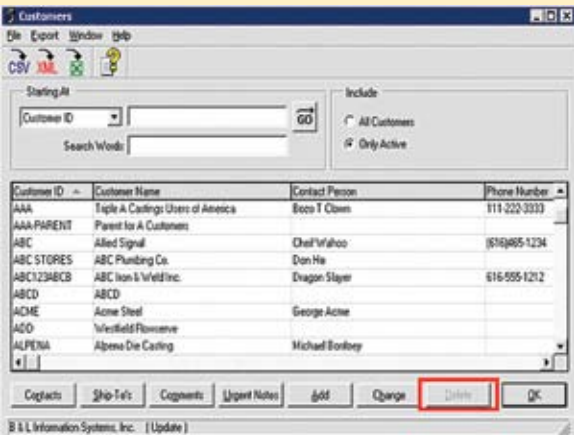 Customers
File Export Window Help
CSV XML
Starting At
Customer ID
GO
Search Words
Include
All Customers
Only Active
Customer ID Customer Name Contact Person Phone Number
AAA Triple A Castings Users of America Bozo T Clown 111-222-3333
AAA-PARENT Parent for A Customers
ABC Allied Signal Chief Wahoo (616)465-1234
ABC STORES ABC Plumbing Co. Don Ho
ABC123ABCB ABC Iron & Weld Inc. Dragon Slayer 616-555-1212
ABCD ABCD
ACME Acme Steel George Acme
ADD Westfield Flowserve
ALPENA Alpena Die Casting Michael
Contacts Ship-To's Comments Urgent Notes Add Change Delete OK
B & L Information Systems, Inc. (Update)